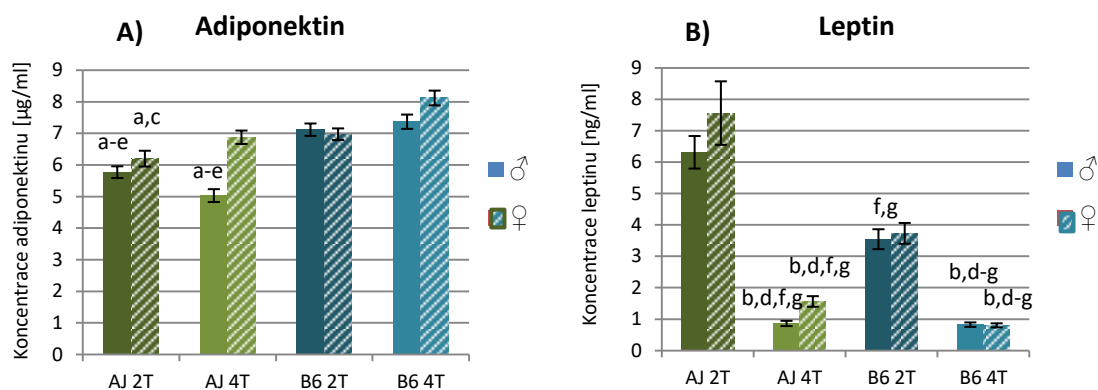 A) Adiponektin
Koncentrace adiponektinu [µg/ml]
9
8
7
6
5
4
3
2
1
0
a-e
a,c
a-e
AJ 2T
AJ 4T
B6 2T
B6 4T
♂
♀
B) Leptin
Koncentrace leptinu [ng/ml]
9
8
7
6
5
4
3
2
1
0
f,g
b,d,f,g
b,d,f,g
b,d-g
b,d-g
AJ 2T
AJ 4T
B6 2T
B6 4T
♂
♀